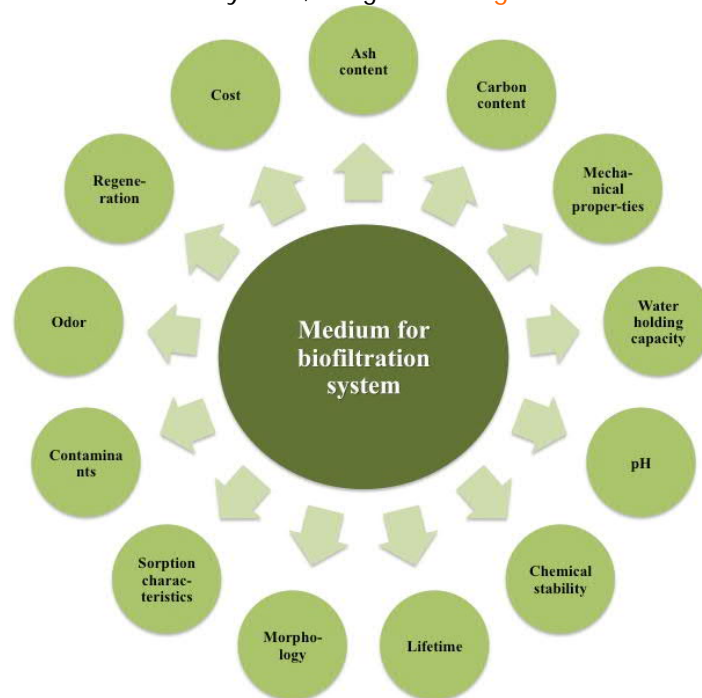 Ash
content
Carbon
content
Mecha-
nical
proper-ties
Water
holding
capacity
pH
Chemical
stability
Lifetime
Morpho-
logy
Sorption
charac-
teristics
Contamina
nts
Odor
Regene-
ration
Cost
Medium for
biofiltration
system